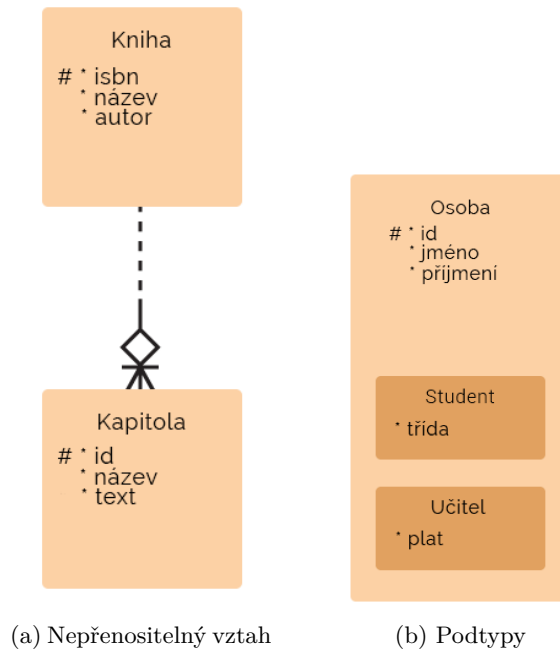 Kniha
# * isbn
* název
* autor
Kapitola
# * id
* název
* text
(a) Nepřenositelný vztah
Osoba
# * id
* jméno
* příjmení
Student
* třída
Učitel
* plat
(b) Podtypy